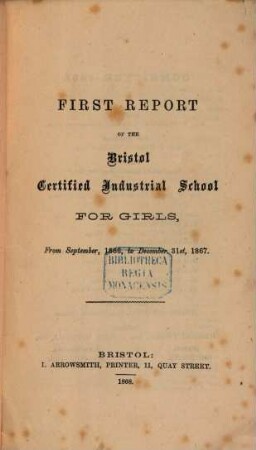 FIRST REPORT
OF THE
Bristol
Certified Industrial School
FOR GIRLS,
From September, 1866, to December, 31st, 1867.
BIBLIOTHECA
REGIA
MONACENSIS
BRISTOL:
I. ARROWSMITH, PRINTER, 11, QUAY STREET.
1868.